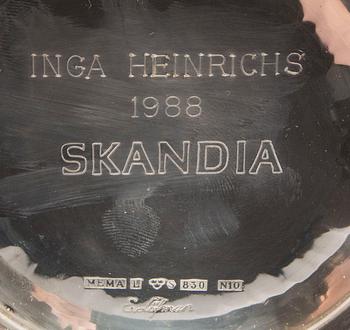 INGA HEINRICHS
1988
SKANDIA
MEMA L S 830 N10